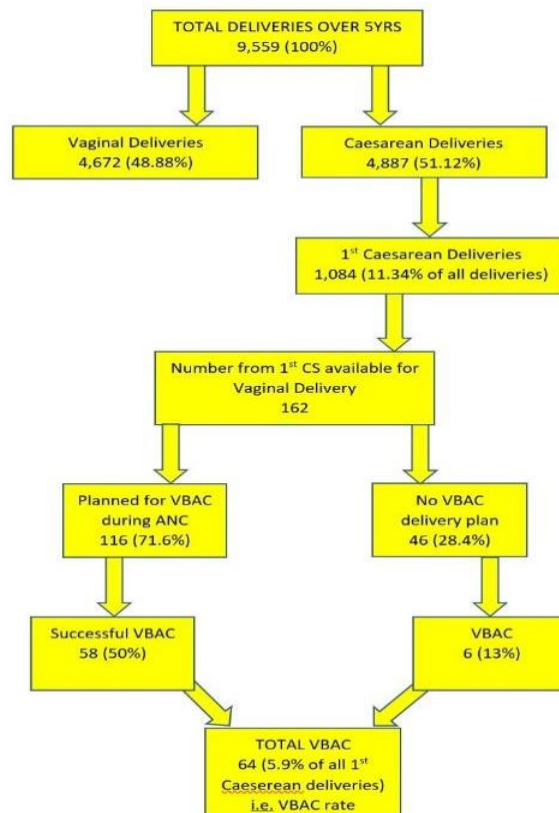 TOTAL DELIVERIES OVER 5YRS
9,559 (100%)
Vaginal Deliveries
4,672 (48.88%)
Caesarean Deliveries
4,887 (51.12%)
1st Caesarean Deliveries
1,084 (11.34% of all deliveries)
Number from 1st CS available for
Vaginal Delivery
162
Planned for VBAC
during ANC
116 (71.6%)
No VBAC
delivery plan
46 (28.4%)
Successful VBAC
58 (50%)
VBAC
6 (13%)
TOTAL VBAC
64 (5.9% of all 1st
Caeserean deliveries)
i.e. VBAC rate